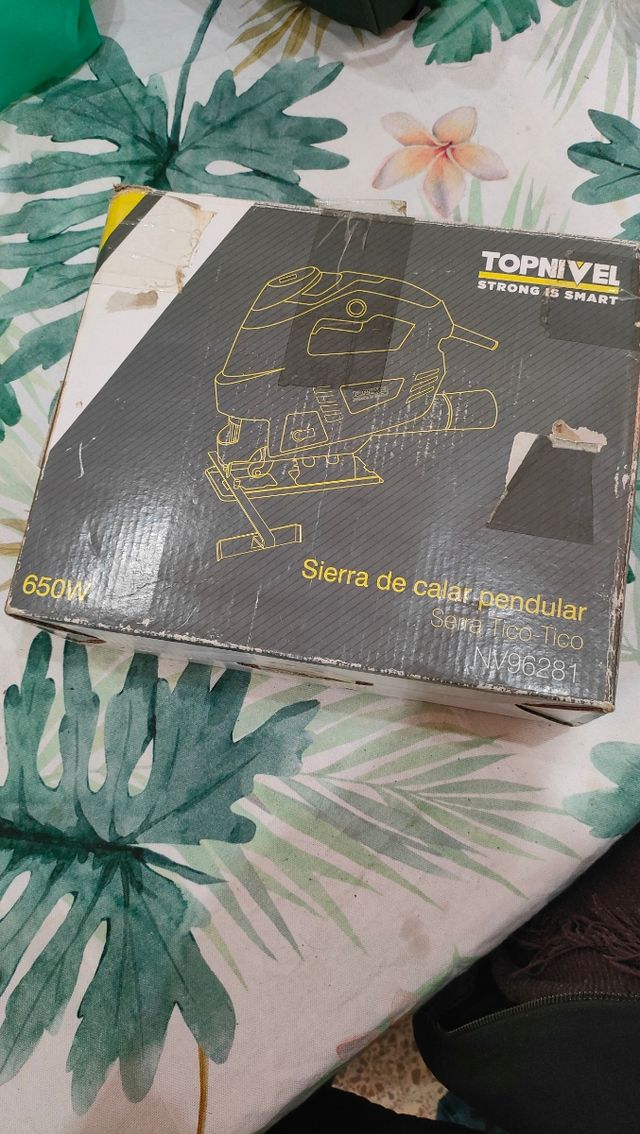 TOPNIVEL
STRONG IS SMART
650W
Sierra de calar pendular
Serra Tico Tico
NV96281